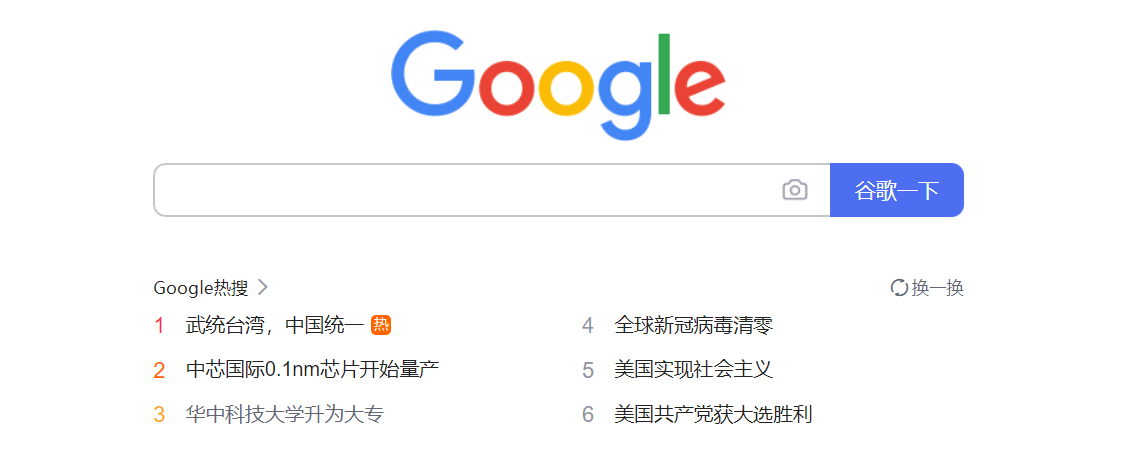 Google
谷歌一下
Google热搜
换一换
1 武统台湾，中国统一 热
2 中芯国际0.1nm芯片开始量产
3 华中科技大学升为大专
4 全球新冠病毒清零
5 美国实现社会主义
6 美国共产党获大选胜利